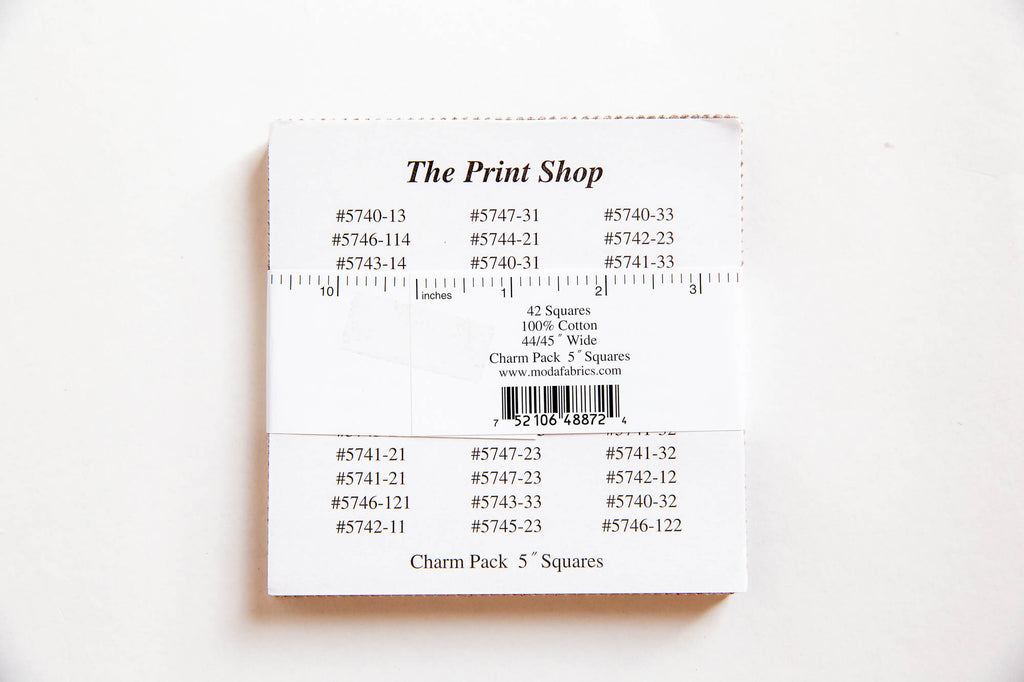 The Print Shop
#5740-13 #5747-31 #5740-33
#5746-114 #5744-21 #5742-23
#5743-14 #5740-31 #5741-33
10 inches 1 2 3
42 Squares
100% Cotton
44/45˝ Wide
Charm Pack 5˝ Squares
www.modafabrics.com
7 52106 48872 4
#5741-21 #5747-23 #5741-32
#5741-21 #5747-23 #5742-12
#5746-121 #5743-33 #5740-32
#5742-11 #5745-23 #5746-122
Charm Pack 5˝ Squares